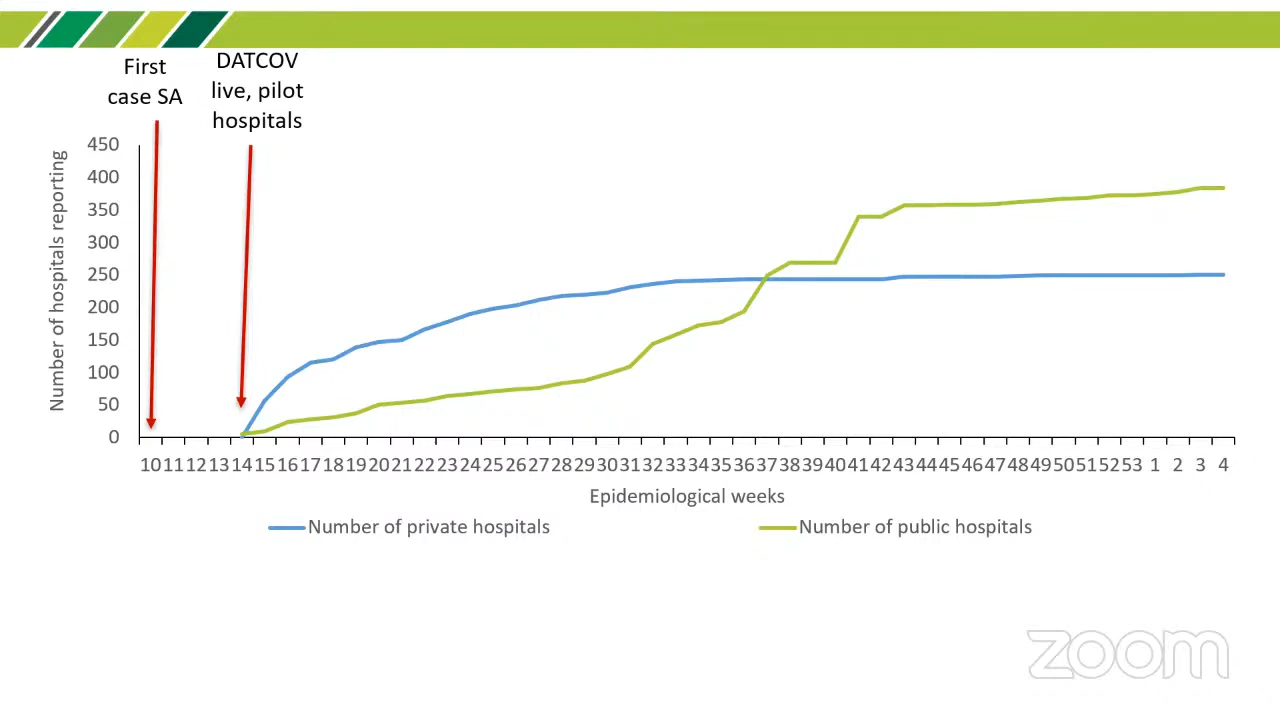 First
case SA
DATCOV
live, pilot
hospitals
Number of hospitals reporting
450
400
350
300
250
200
150
100
50
0
10 11 12 13 14 15 16 17 18 19 20 21 22 23 24 25 26 27 28 29 30 31 32 33 34 35 36 37 38 39 40 41 42 43 44 45 46 47 48 49 50 51 52 53 1 2 3 4
Epidemiological weeks
Number of private hospitals
Number of public hospitals
zoom